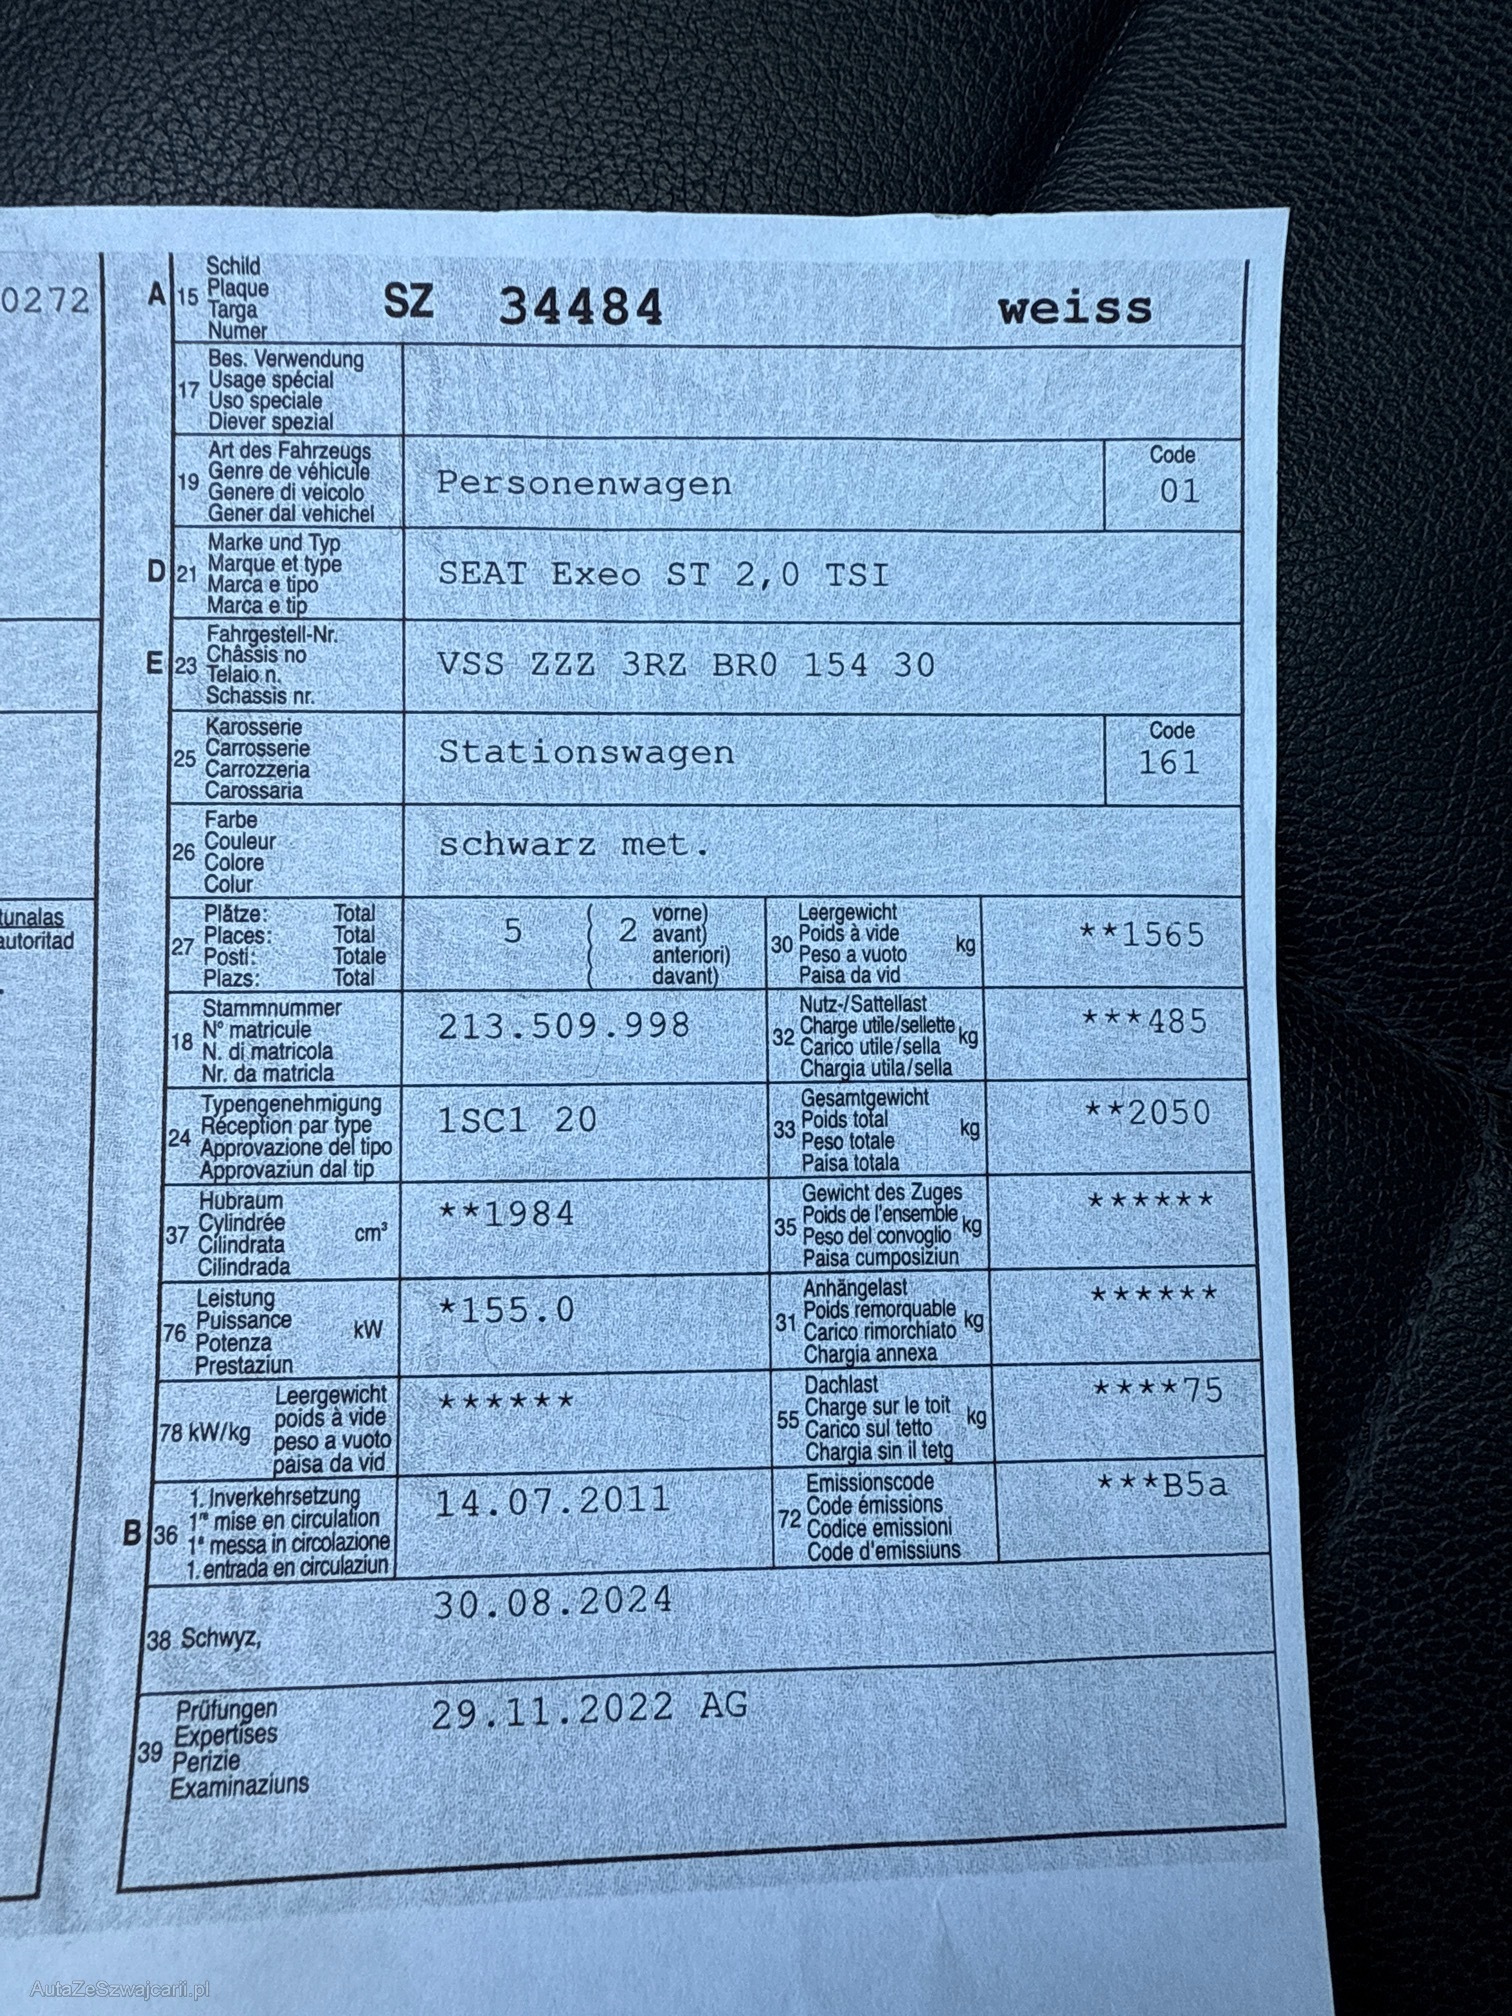 0272
tunalas
autoritad
A 15 Schild
Plaque
Targa
Numer
SZ 34484 weiss
17 Bes. Verwendung
Usage spécial
Uso speciale
Diever spezial
19 Art des Fahrzeugs
Genre de véhicule
Genere di veicolo
Gener dal vehichel
Personenwagen
Code
01
D 21 Marke und Typ
Marque et type
Marca e tipo
Marca e tip
SEAT Exeo ST 2,0 TSI
E 23 Fahrgestell-Nr.
Châssis no
Telaio n.
Schassis nr.
VSS ZZZ 3RZ BR0 154 30
25 Karosserie
Carrosserie
Carrozzeria
Carossaria
Stationswagen
Code
161
26 Farbe
Couleur
Colore
Colur
schwarz met.
27 Plätze: Total
Places: Total
Posti: Totale
Plazs: Total
5 ( 2 vorne)
( avant)
( anteriori)
( davant)
30 Leergewicht
Poids à vide
Peso a vuoto
Paisa da vid
kg
**1565
18 Stammnummer
N° matricule
N. di matricola
Nr. da matricla
213.509.998
32 Nutz-/Sattellast
Charge utile/sellette
Carico utile/sella
Chargia utila/sella
kg
***485
24 Typengenehmigung
Réception par type
Approvazione del tipo
Approvaziun dal tip
1SC1 20
33 Gesamtgewicht
Poids total
Peso totale
Paisa totala
kg
**2050
37 Hubraum
Cylindrée
Cilindrata
Cilindrada
cm³
**1984
35 Gewicht des Zuges
Poids de l'ensemble
Peso del convoglio
Paisa cumposiziun
kg
******
76 Leistung
Puissance
Potenza
Prestaziun
kW
*155.0
31 Anhängelast
Poids remorquable
Carico rimorchiato
Chargia annexa
kg
******
78 kW/kg
Leergewicht
poids à vide
peso a vuoto
paisa da vid
******
55 Dachlast
Charge sur le toit
Carico sul tetto
Chargia sin il tetg
kg
****75
B 36 1. Inverkehrsetzung
1re mise en circulation
1a messa in circolazione
1. entrada en circulaziun
14.07.2011
72 Emissionscode
Code émissions
Codice emissioni
Code d'emissiuns
***B5a
38 Schwyz,
30.08.2024
39 Prüfungen
Expertises
Perizie
Examinaziuns
29.11.2022 AG
AutaZeSzwajcarii.pl